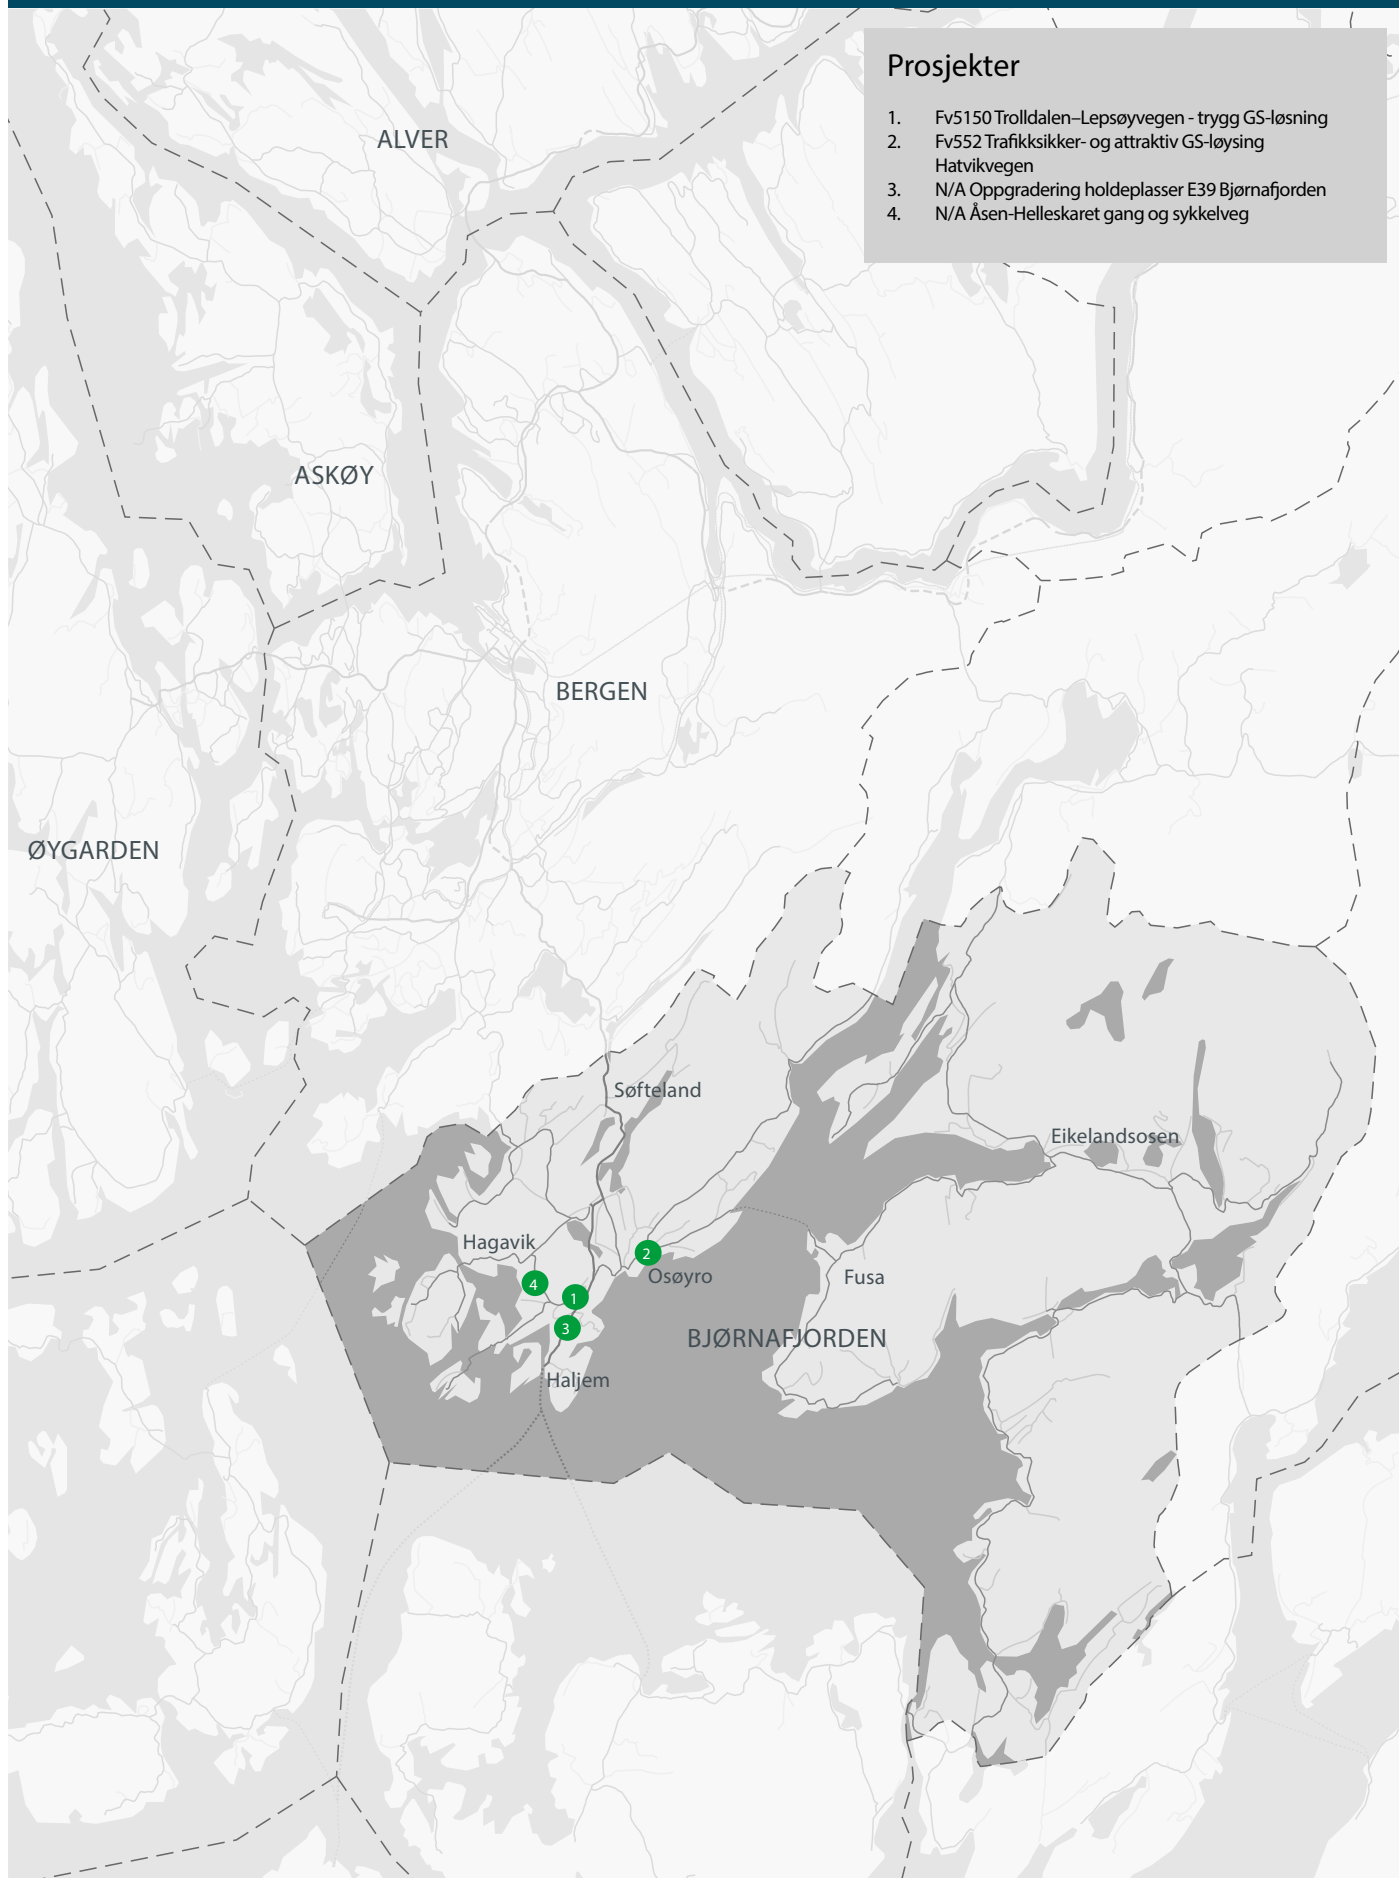 Prosjekter
1. Fv5150 Trolldalen–Lepsøyvegen - trygg GS-løsning
2. Fv552 Trafikksikker- og attraktiv GS-løysing
Hatvikvegen
3. N/A Oppgradering holdeplasser E39 Bjørnafjorden
4. N/A Åsen-Helleskaret gang og sykkelveg
ALVER
ASKØY
BERGEN
ØYGARDEN
Søfteland
Eikelandsosen
Hagavik
2
Osøyro
Fusa
4
1
3
BJØRNAFJORDEN
Haljem